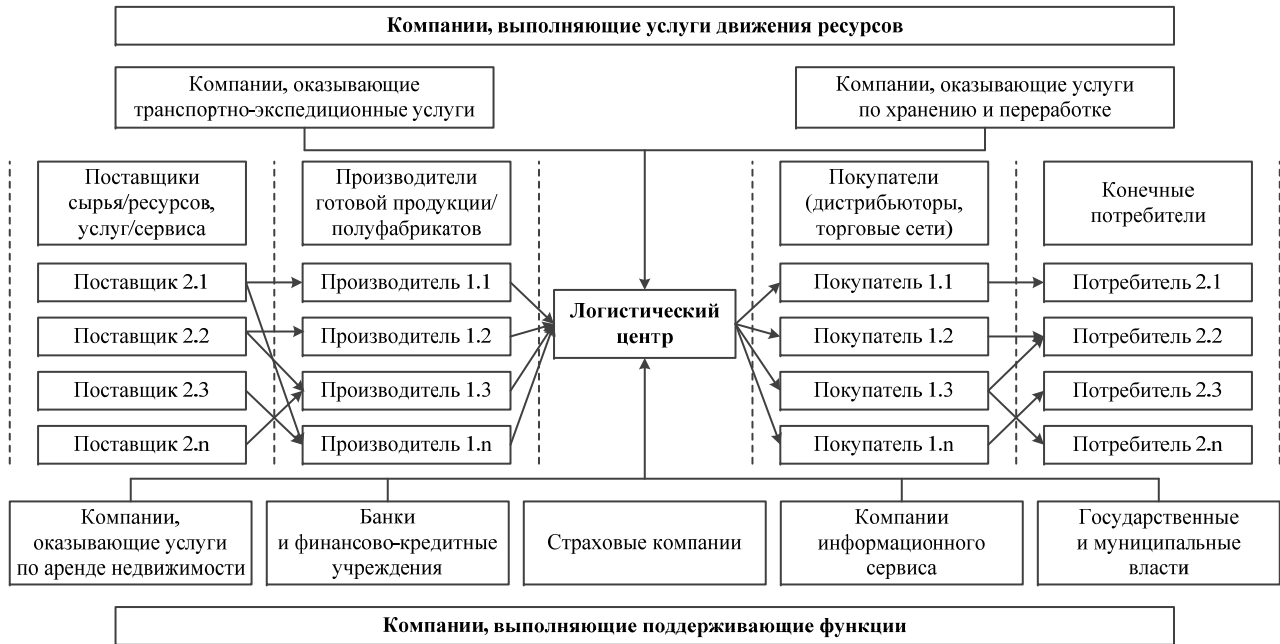 Компании, выполняющие услуги движения ресурсов
Компании, оказывающие
транспортно-экспедиционные услуги
Компании, оказывающие услуги
по хранению и переработке
Поставщики
сырья/ресурсов,
услуг/сервиса
Производители
готовой продукции/
полуфабрикатов
Покупатели
(дистрибьюторы,
торговые сети)
Конечные
потребители
Поставщик 2.1
Производитель 1.1
Покупатель 1.1
Потребитель 2.1
Логистический
центр
Поставщик 2.2
Производитель 1.2
Покупатель 1.2
Потребитель 2.2
Поставщик 2.3
Производитель 1.3
Покупатель 1.3
Потребитель 2.3
Поставщик 2.n
Производитель 1.n
Покупатель 1.n
Потребитель 2.n
Компании,
оказывающие услуги
по аренде недвижимости
Банки
и финансово-кредитные
учреждения
Страховые компании
Компании
информационного
сервиса
Государственные
и муниципальные
власти
Компании, выполняющие поддерживающие функции